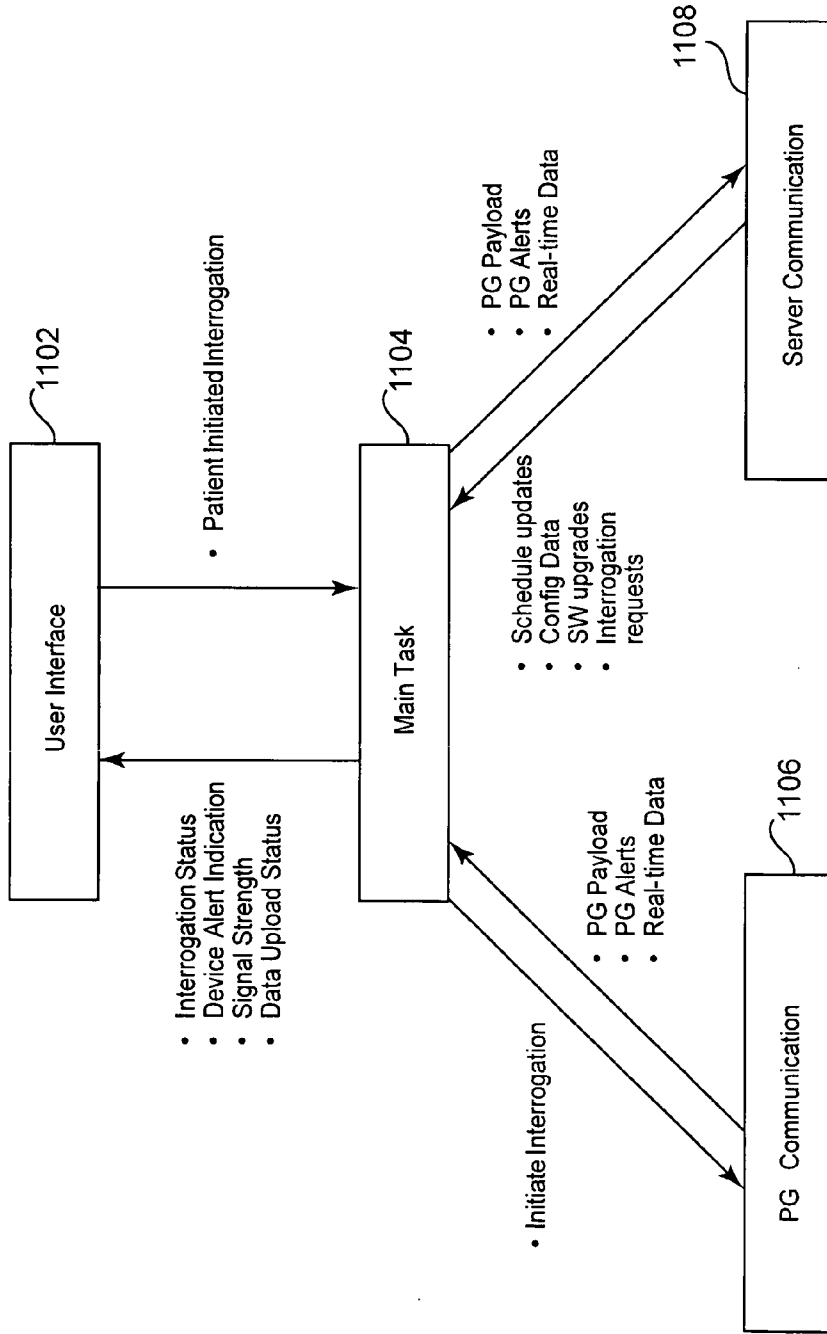 User Interface
1102
• Interrogation Status
• Device Alert Indication
• Signal Strength
• Data Upload Status
• Patient Initiated Interrogation
Main Task
1104
• Initiate Interrogation
• PG Payload
• PG Alerts
• Real-time Data
• Schedule updates
• Config Data
• SW upgrades
• Interrogation
requests
• PG Payload
• PG Alerts
• Real-time Data
PG Communication
1106
Server Communication
1108